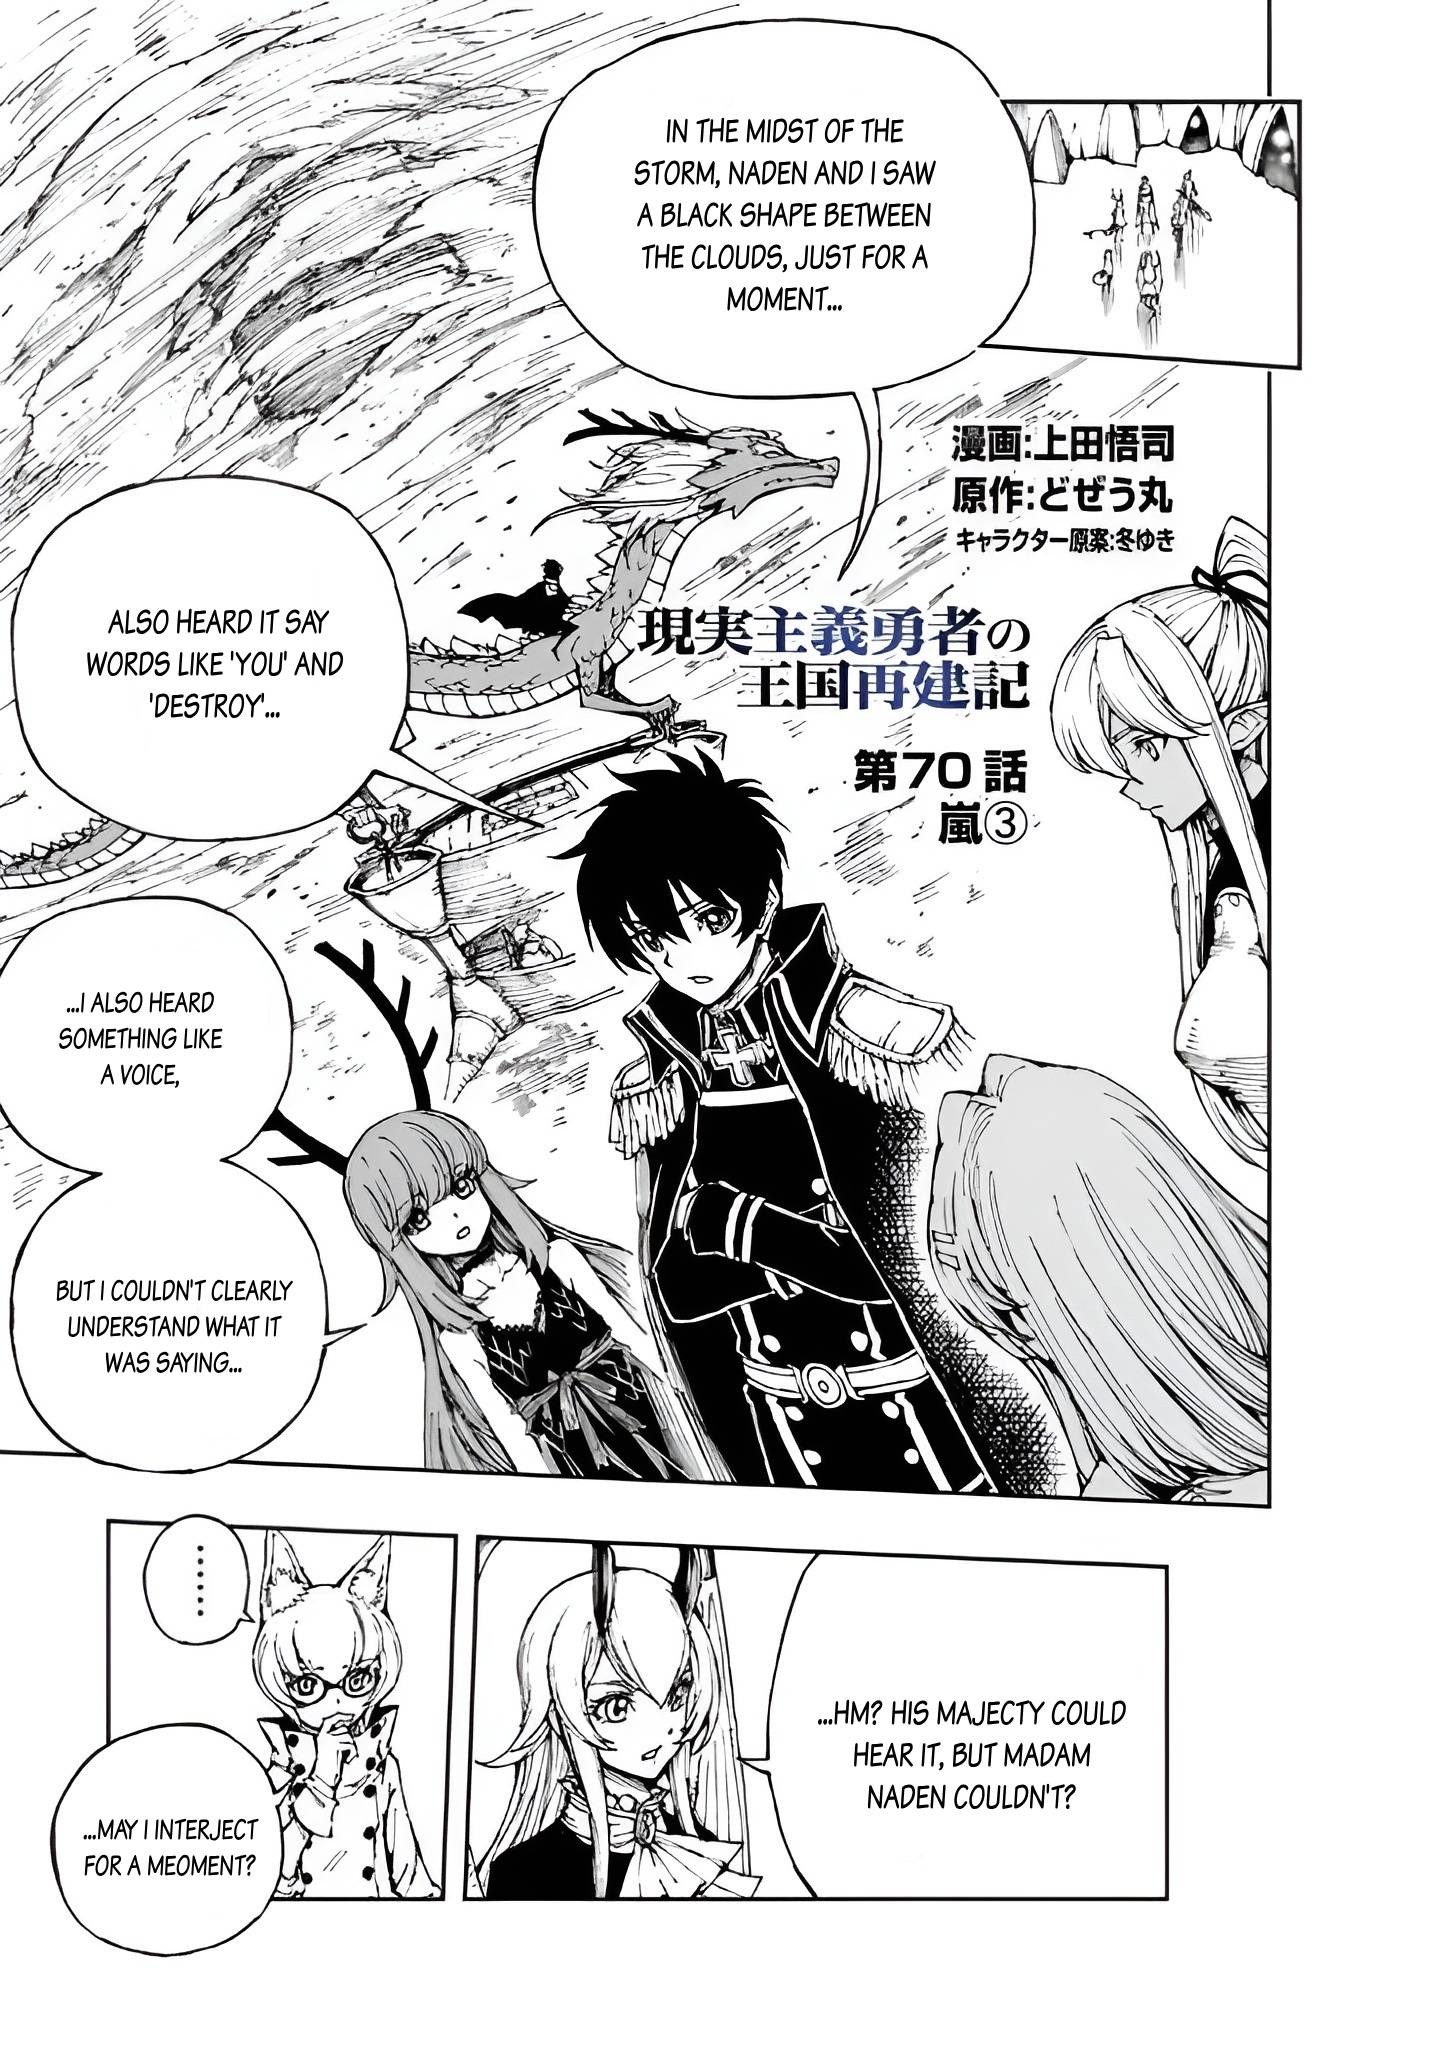 IN THE MIDST OF THE
STORM, NADEN AND I SAW
A BLACK SHAPE BETWEEN
THE CLOUDS, JUST FOR A
MOMENT...
漫画:上田悟司
原作:どぜう丸
キャラクター原案:冬ゆき
現実主義勇者の
王国再建記
第70話
嵐③
ALSO HEARD IT SAY
WORDS LIKE 'YOU' AND
'DESTROY'...
...I ALSO HEARD
SOMETHING LIKE
A VOICE,
BUT I COULDN'T CLEARLY
UNDERSTAND WHAT IT
WAS SAYING...
...HM? HIS MAJECTY COULD
HEAR IT, BUT MADAM
NADEN COULDN'T?
......
...MAY I INTERJECT
FOR A MEOMENT?